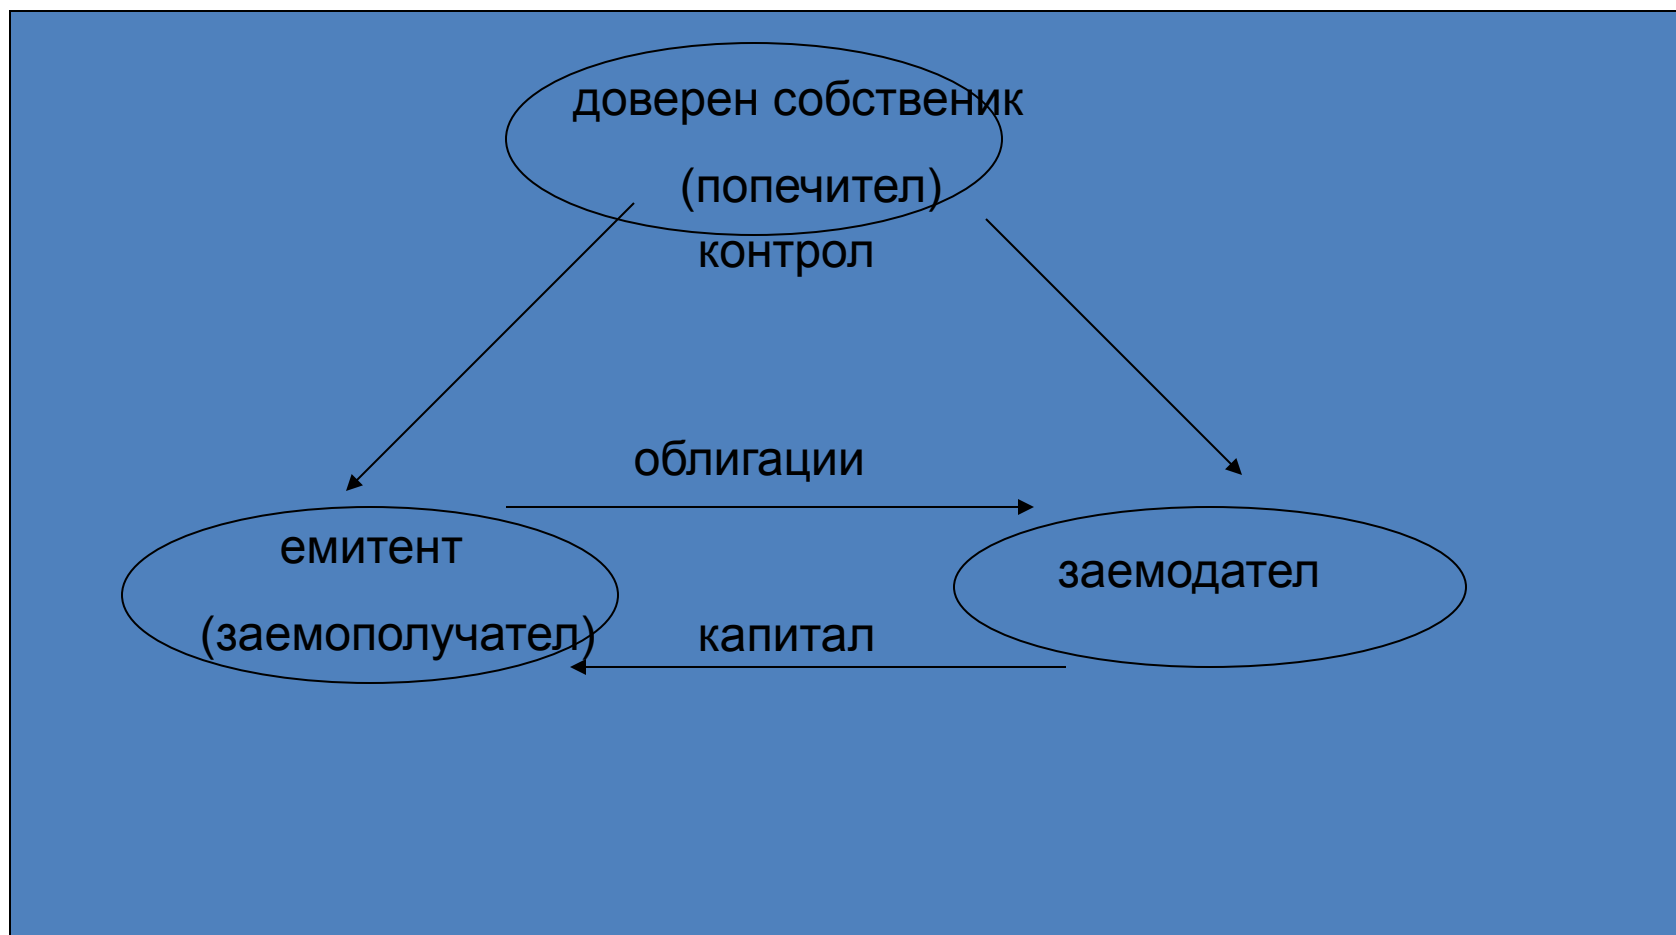 доверен собственик
(попечител)
контрол
облигации
емитент
(заемополучател)
заемодател
капитал